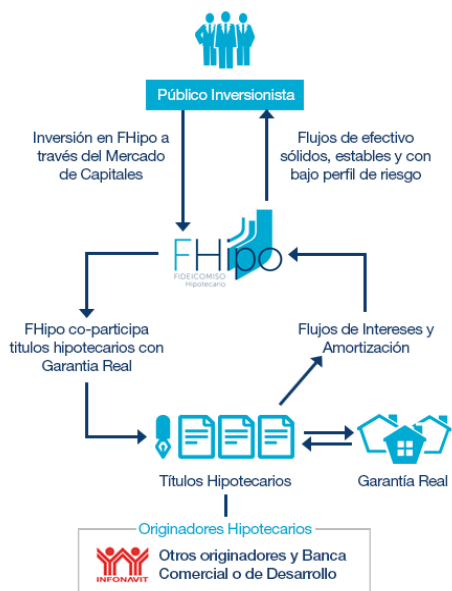 Público Inversionista
Inversión en FHipo a
través del Mercado
de Capitales
Flujos de efectivo
sólidos, estables y con
bajo perfil de riesgo
FHipo
FIDEICOMISO
Hipotecario
FHipo co-participa
titulos hipotecarios con
Garantia Real
Flujos de Intereses y
Amortización
Títulos Hipotecarios
Garantía Real
Originadores Hipotecarios
INFONAVIT
Otros originadores y Banca
Comercial o de Desarrollo